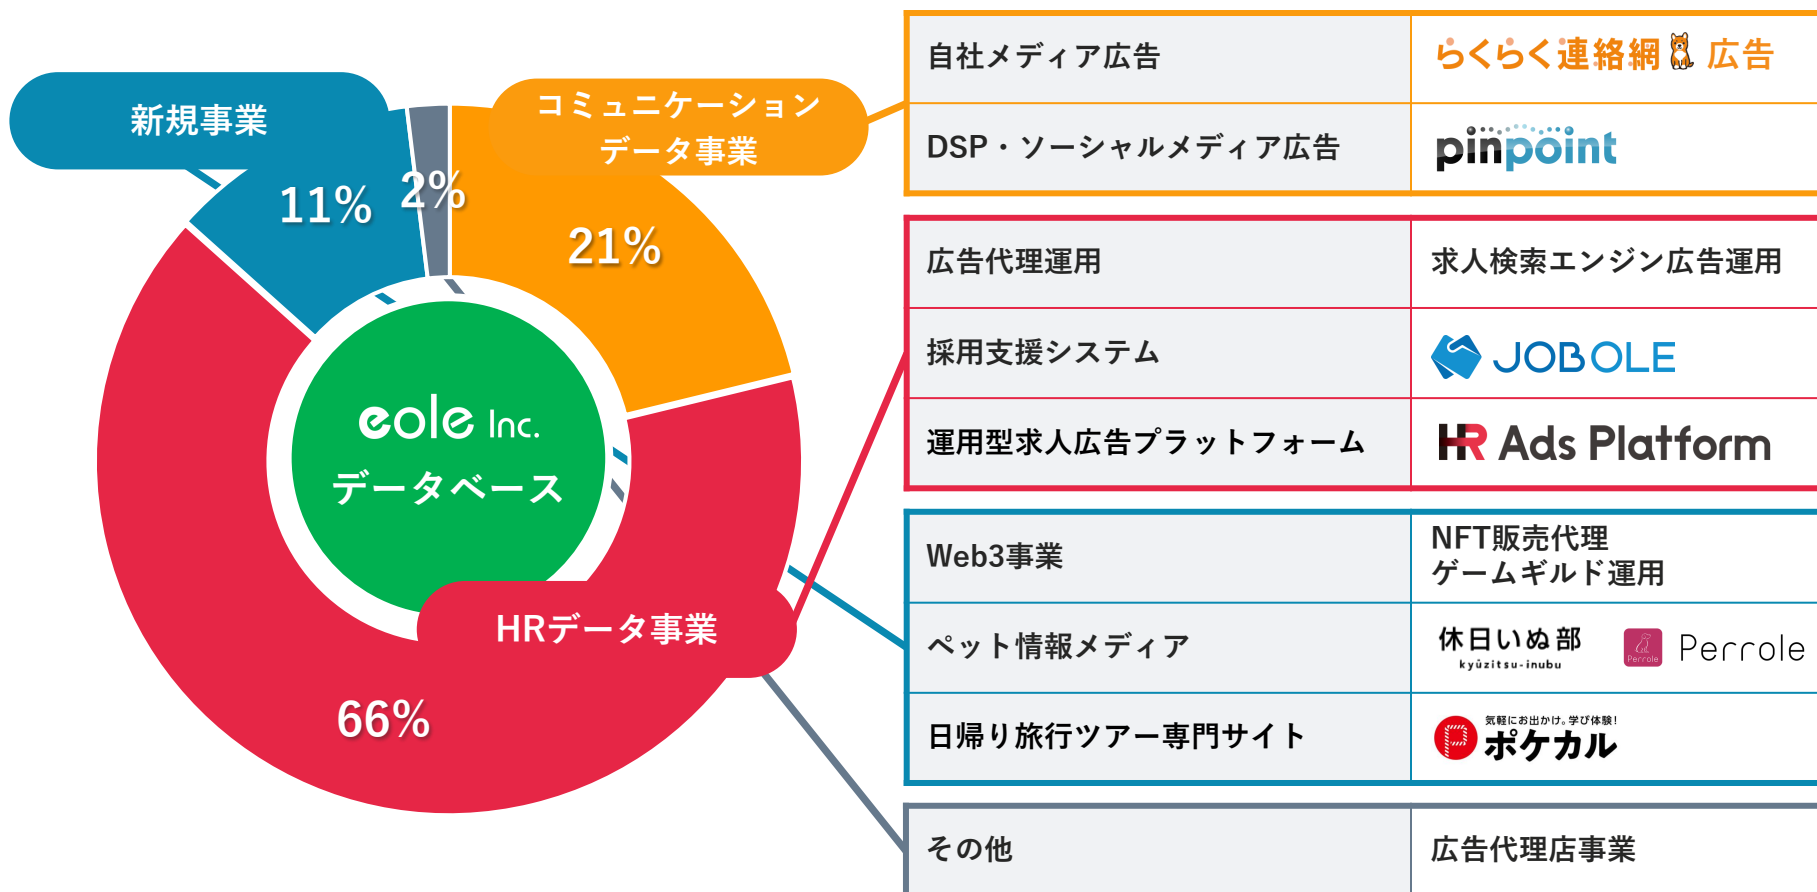 新規事業
コミュニケーション
データ事業
11%
2%
21%
eole Inc.
データベース
HRデータ事業
66%
自社メディア広告
らくらく連絡網 広告
DSP・ソーシャルメディア広告
pinpoint
広告代理運用
求人検索エンジン広告運用
採用支援システム
JOBOLE
運用型求人広告プラットフォーム
HR Ads Platform
Web3事業
NFT販売代理
ゲームギルド運用
ペット情報メディア
休日いぬ部
kyûzitsu-inubu
Perrole
Perrole
日帰り旅行ツアー専門サイト
気軽にお出かけ。学び体験!
ポケカル
その他
広告代理店事業